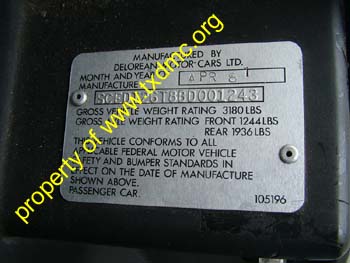 MANUFACTURED BY
DELOREAN MOTOR CARS LTD.
MONTH AND YEAR OF
MANUFACTURE APR 81
GROSS VEHICLE WEIGHT RATING 3180 LBS
GROSS AXLE WEIGHT RATING FRONT 1244 LBS
REAR 1936 LBS
THIS VEHICLE CONFORMS TO ALL
APPLICABLE FEDERAL MOTOR VEHICLE
SAFETY AND BUMPER STANDARDS IN
EFFECT ON THE DATE OF MANUFACTURE
SHOWN ABOVE.
PASSENGER CAR.
105196
property of www.txdmc.org